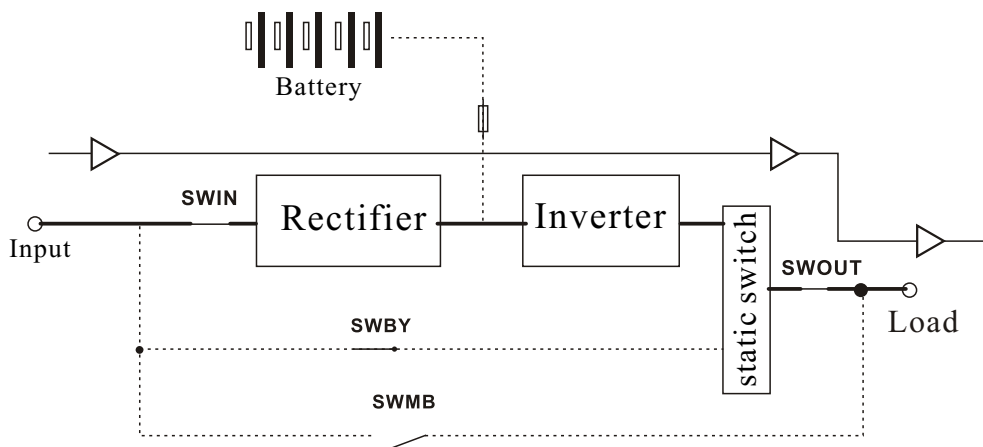 Battery
SWIN
Rectifier
Inverter
Input
static switch
SWOUT
Load
SWBY
SWMB